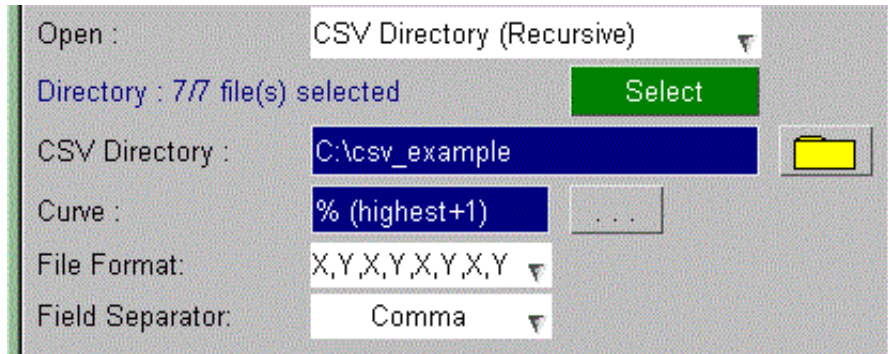 Open : CSV Directory (Recursive)
Directory : 7/7 file(s) selected Select
CSV Directory : C:\csv_example
Curve : % (highest+1) ...
File Format: X,Y,X,Y,X,Y,X,Y
Field Separator: Comma